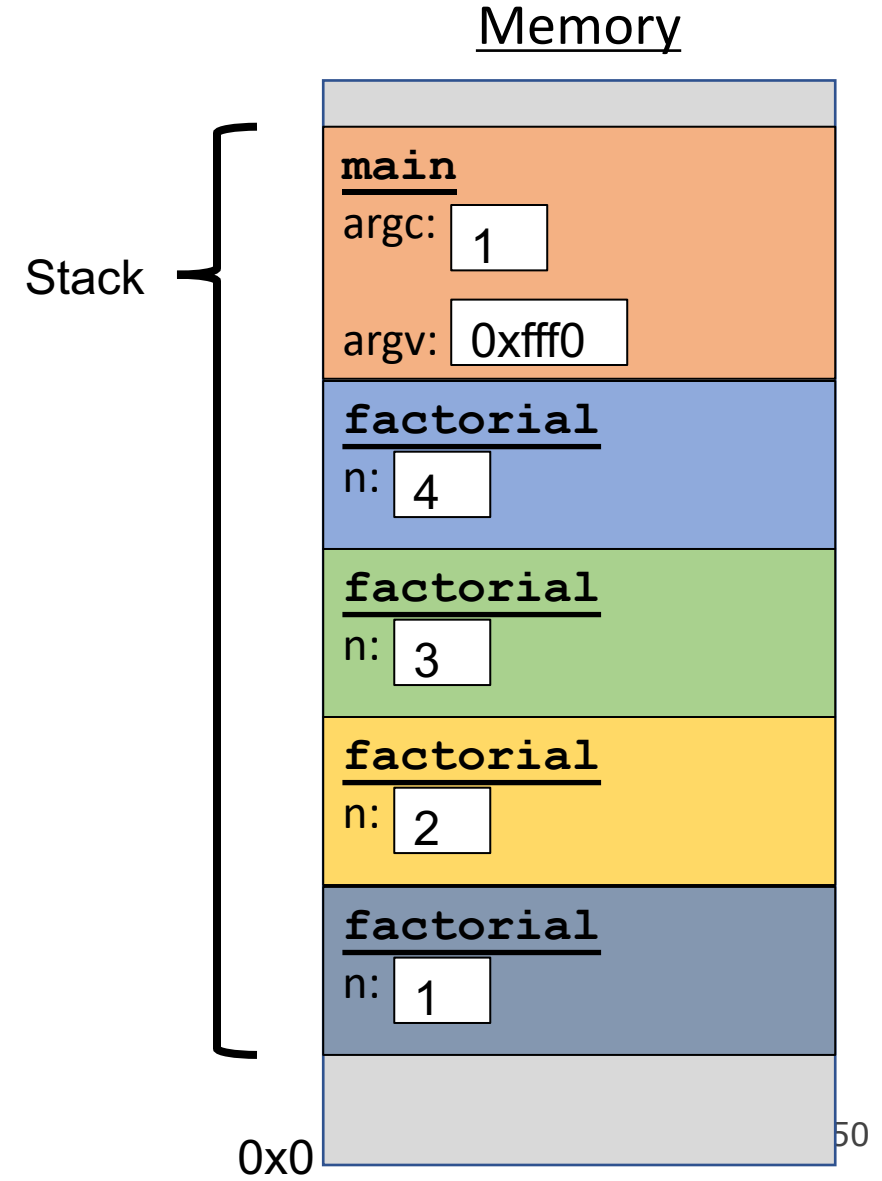 Memory
main
argc: 1
Stack
argv: 0xfff0
factorial
n: 4
factorial
n: 3
factorial
n: 2
factorial
n: 1
50
0x0